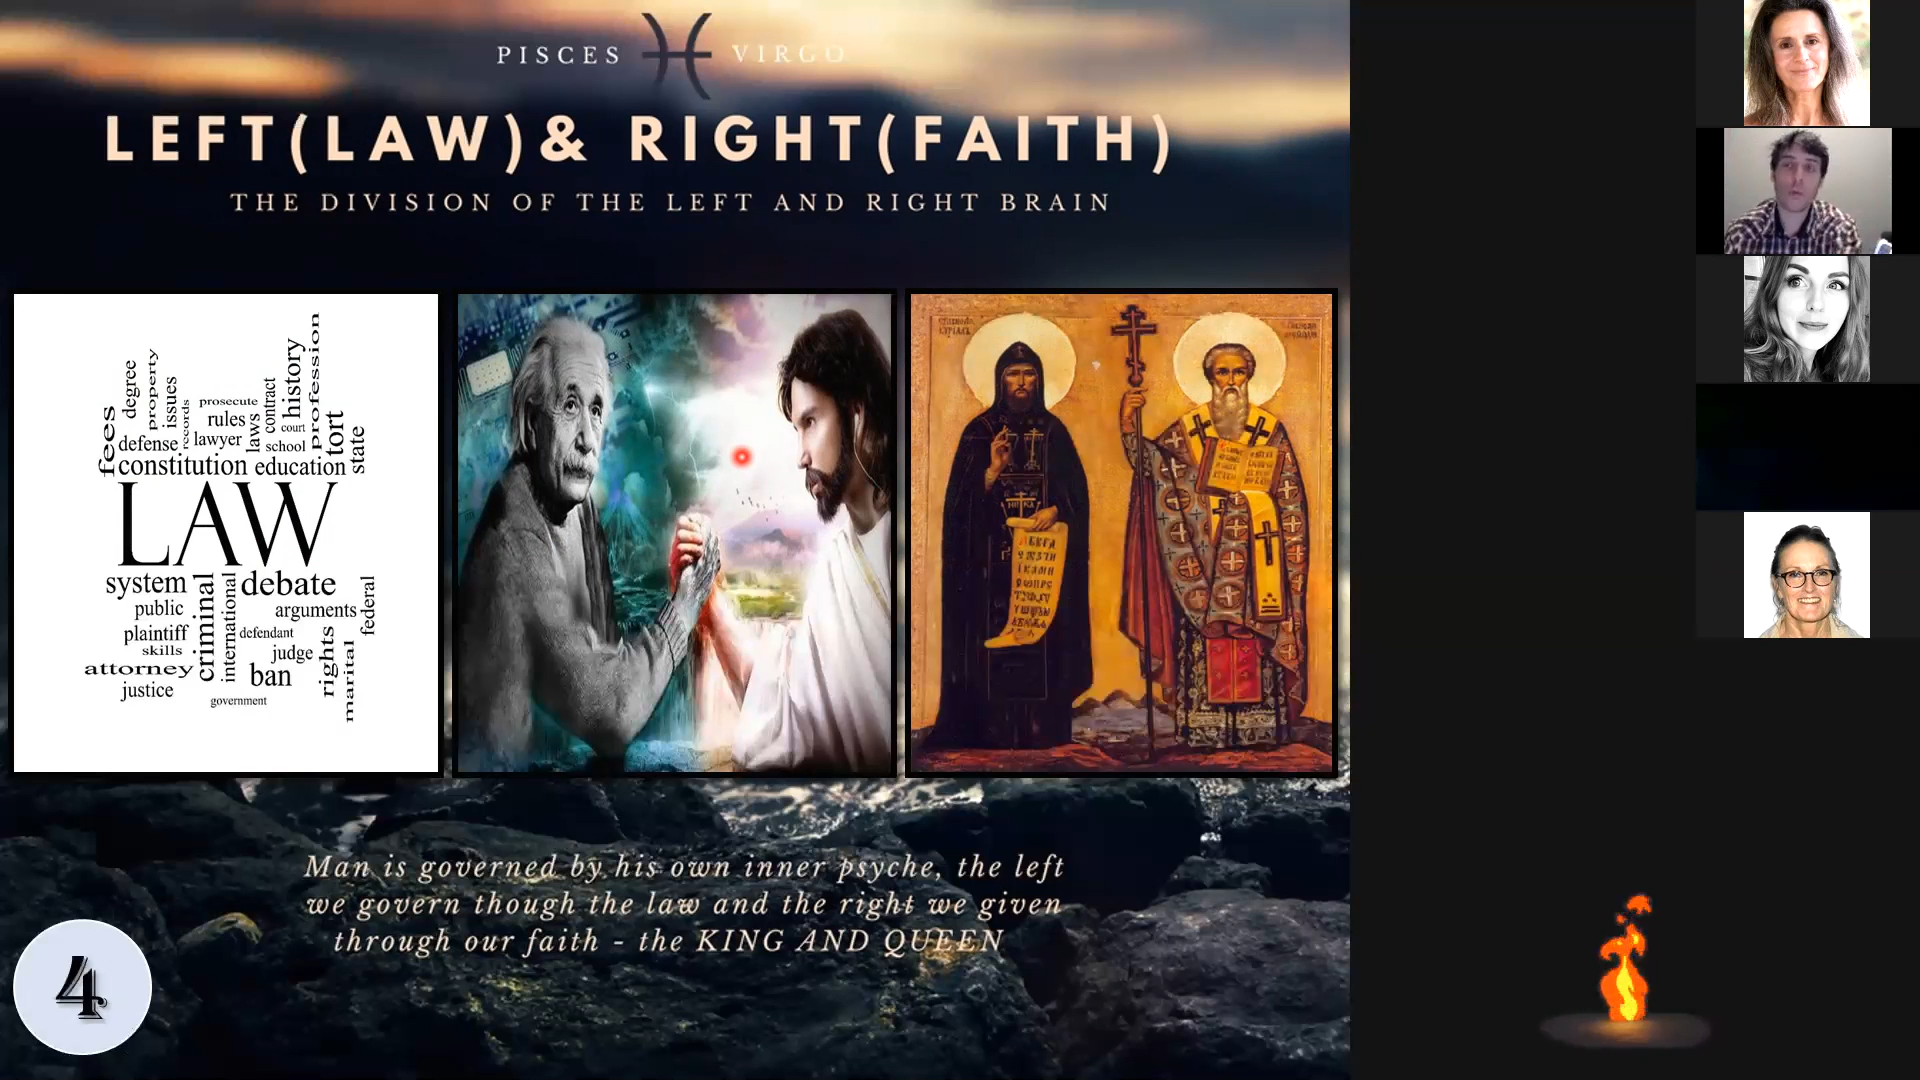 PISCES VIRGO
LEFT(LAW)& RIGHT(FAITH)
THE DIVISION OF THE LEFT AND RIGHT BRAIN
fees
degree
property
issues
records
prosecute
rules
laws
contract
history
profession
court
tort
state
defense
lawyer
school
constitution education
LAW
system
criminal
international
debate
public
arguments
federal
plaintiff
defendant
skills
judge
rights
marital
attorney
ban
justice
government
Man is governed by his own inner psyche, the left
we govern though the law and the right we given
through our faith - the KING AND QUEEN
4